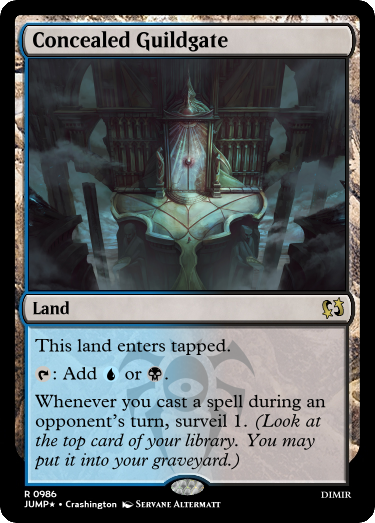 Concealed Guildgate
Land
This land enters tapped.
: Add or .
Whenever you cast a spell during an
opponent's turn, surveil 1. (Look at
the top card of your library. You may
put it into your graveyard.)
R 0986
DIMIR
JUMP★ • Crashington Servane Altermatt